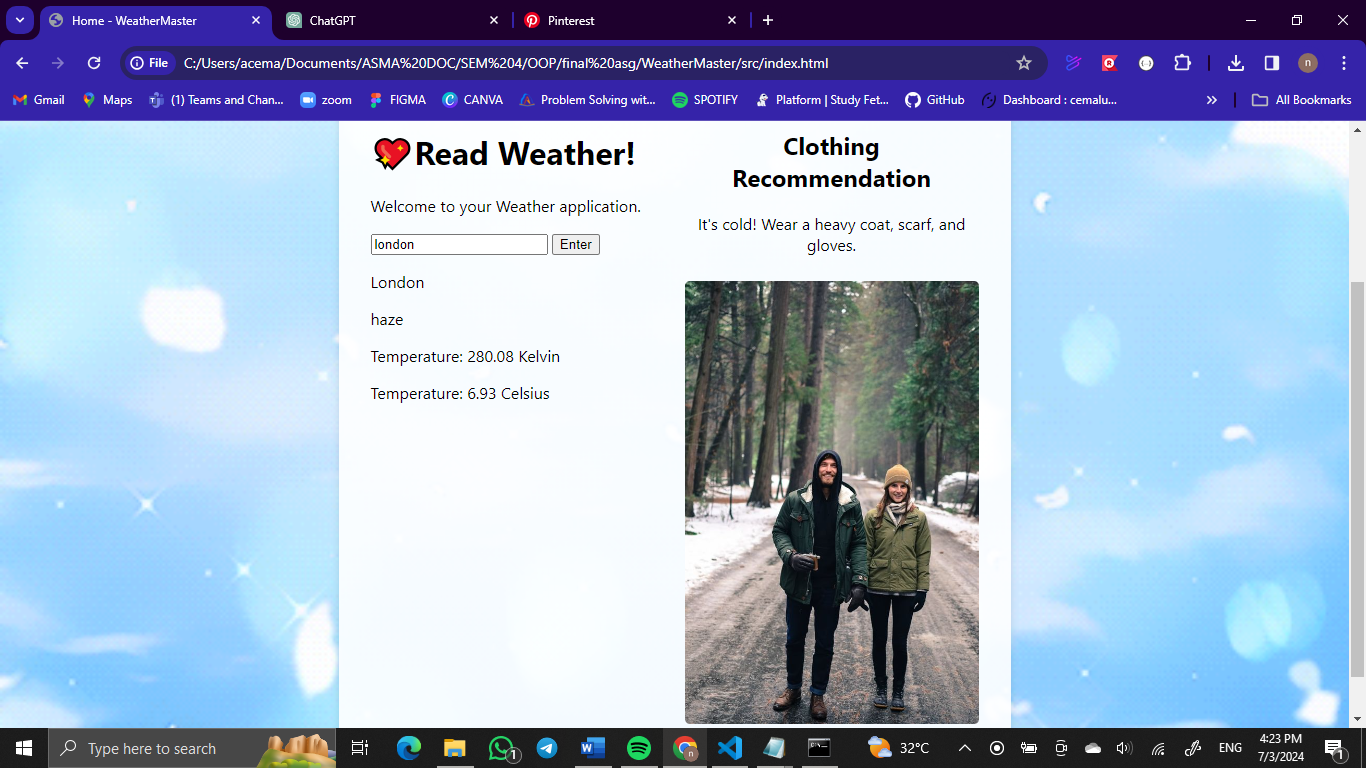 Home - WeatherMaster
ChatGPT
Pinterest
File
C:/Users/acema/Documents/ASMA%20DOC/SEM%204/OOP/final%20asg/WeatherMaster/src/index.html
n
Gmail
Maps
(1) Teams and Chan...
zoom
FIGMA
CANVA
Problem Solving wit...
SPOTIFY
Platform | Study Fet...
GitHub
Dashboard : cemalu...
All Bookmarks
Read Weather!
Welcome to your Weather application.
london
Enter
London
haze
Temperature: 280.08 Kelvin
Temperature: 6.93 Celsius
Clothing
Recommendation
It's cold! Wear a heavy coat, scarf, and
gloves.
Type here to search
1
32°C
ENG
4:23 PM
7/3/2024
1